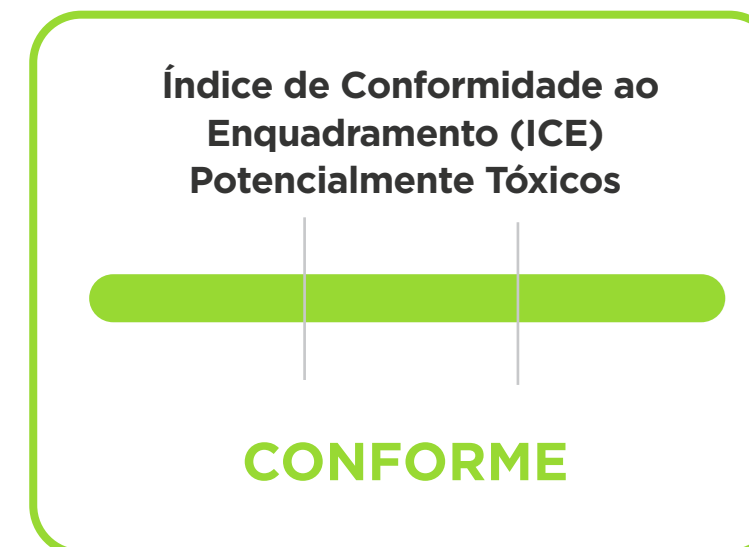 Índice de Conformidade ao
Enquadramento (ICE)
Potencialmente Tóxicos
CONFORME